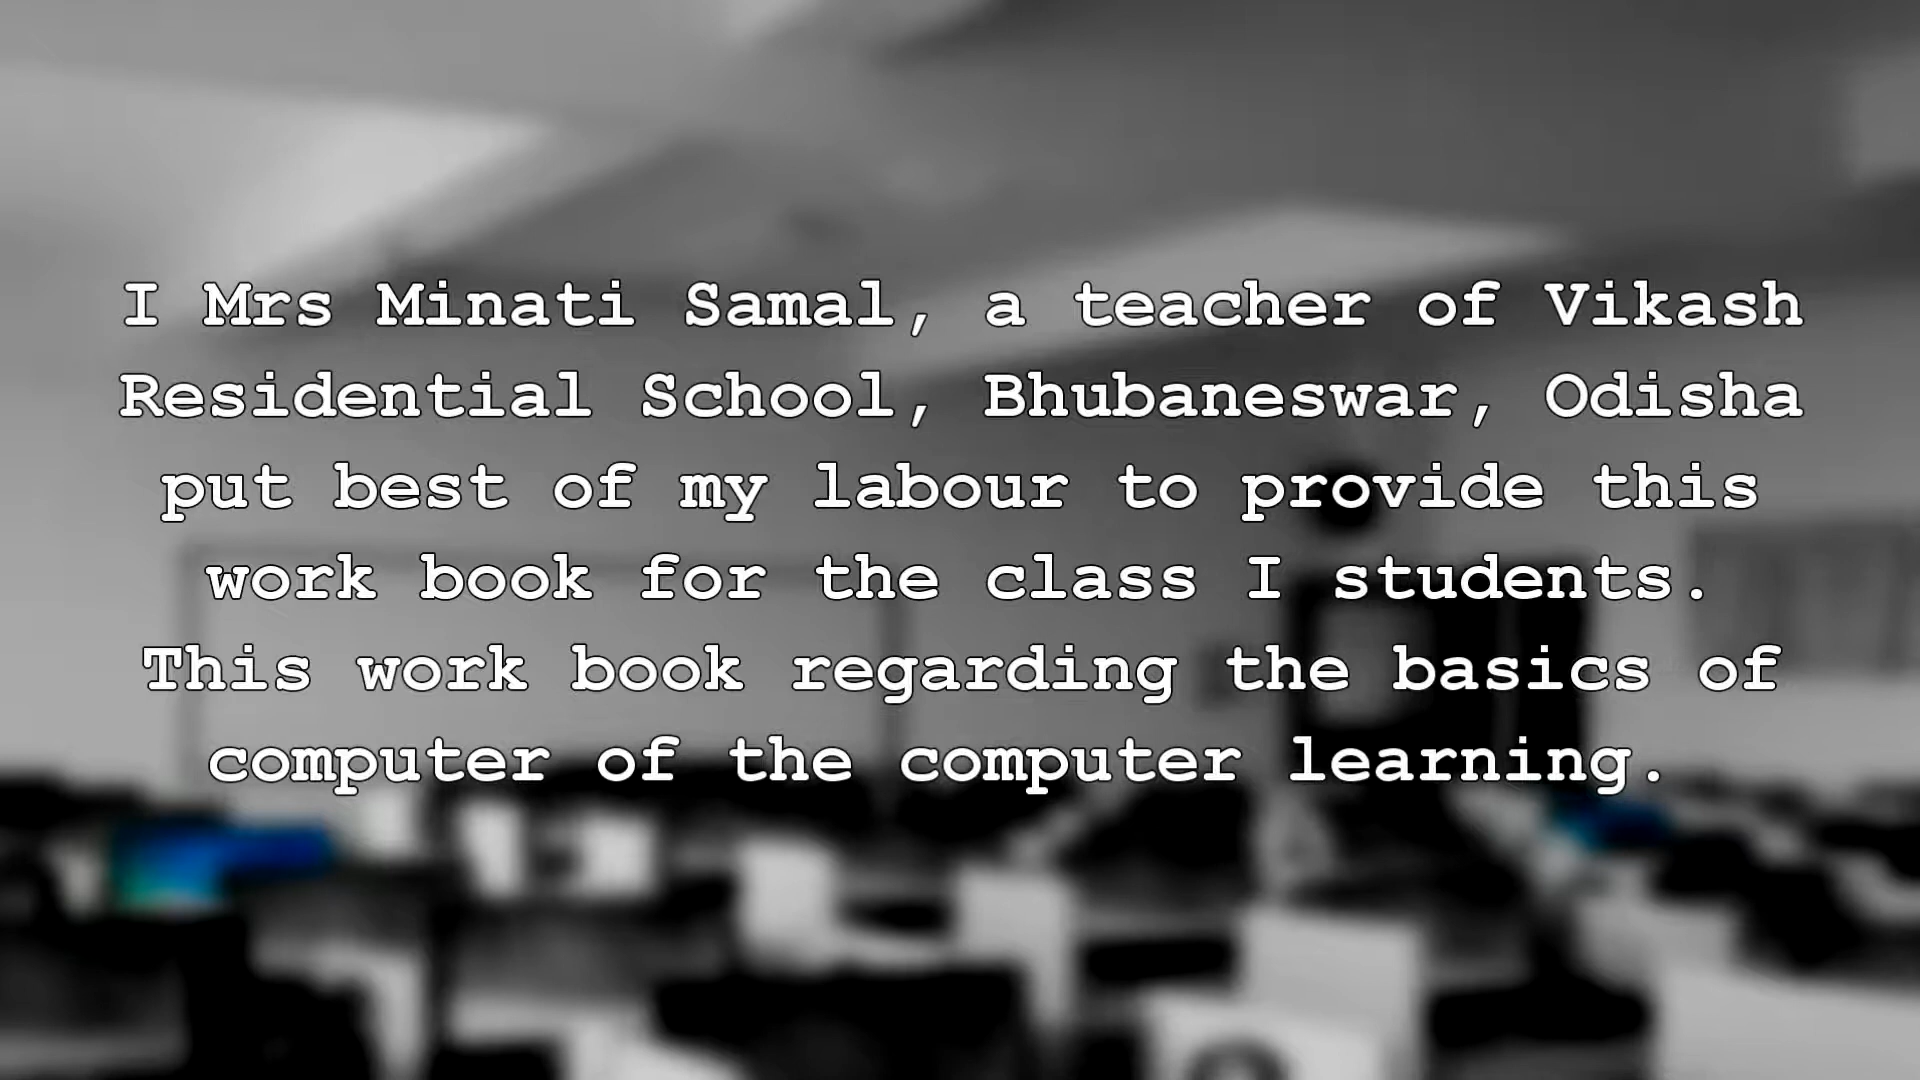 I Mrs Minati Samal, a teacher of Vikash
Residential School, Bhubaneswar, Odisha
put best of my labour to provide this
work book for the class I students.
This work book regarding the basics of
computer of the computer learning.